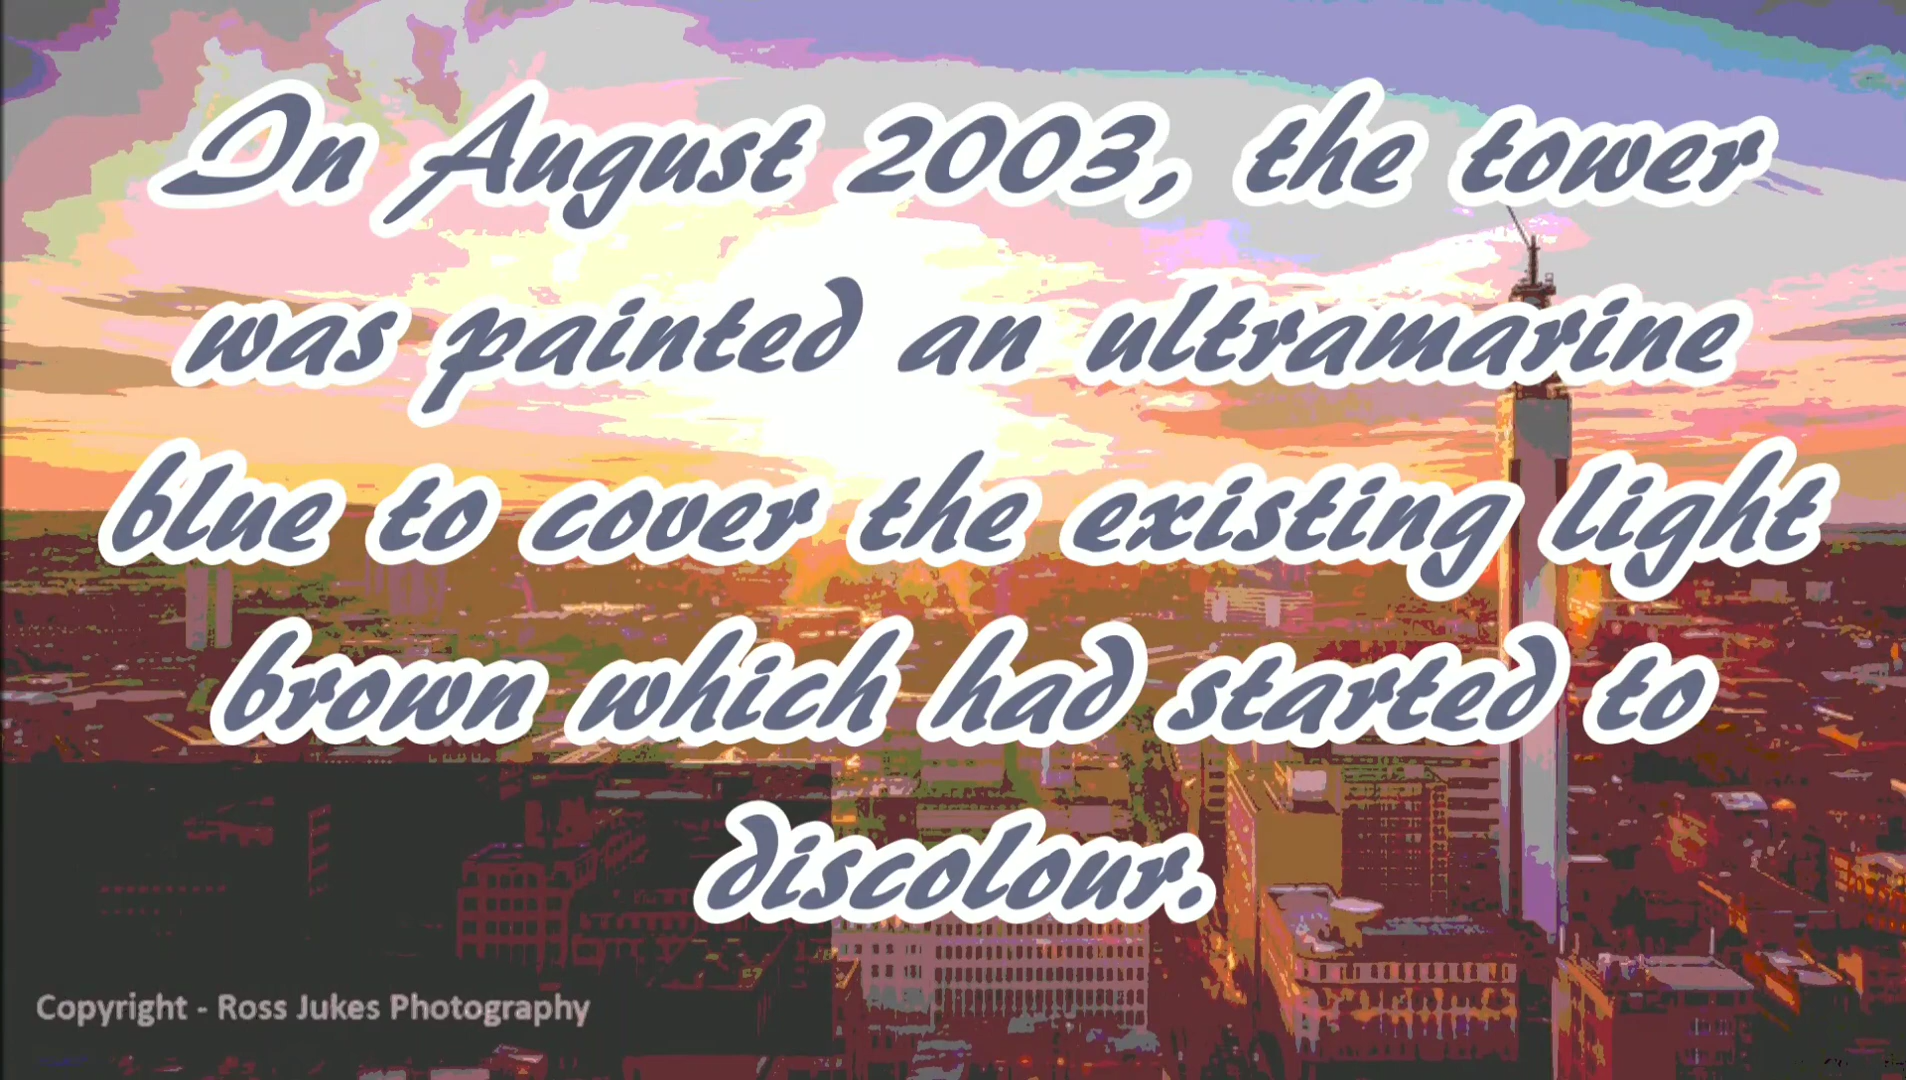 In August 2003, the tower
was painted an ultramarine
blue to cover the existing light
brown which had started to
discolour.
Copyright - Ross Jukes Photography